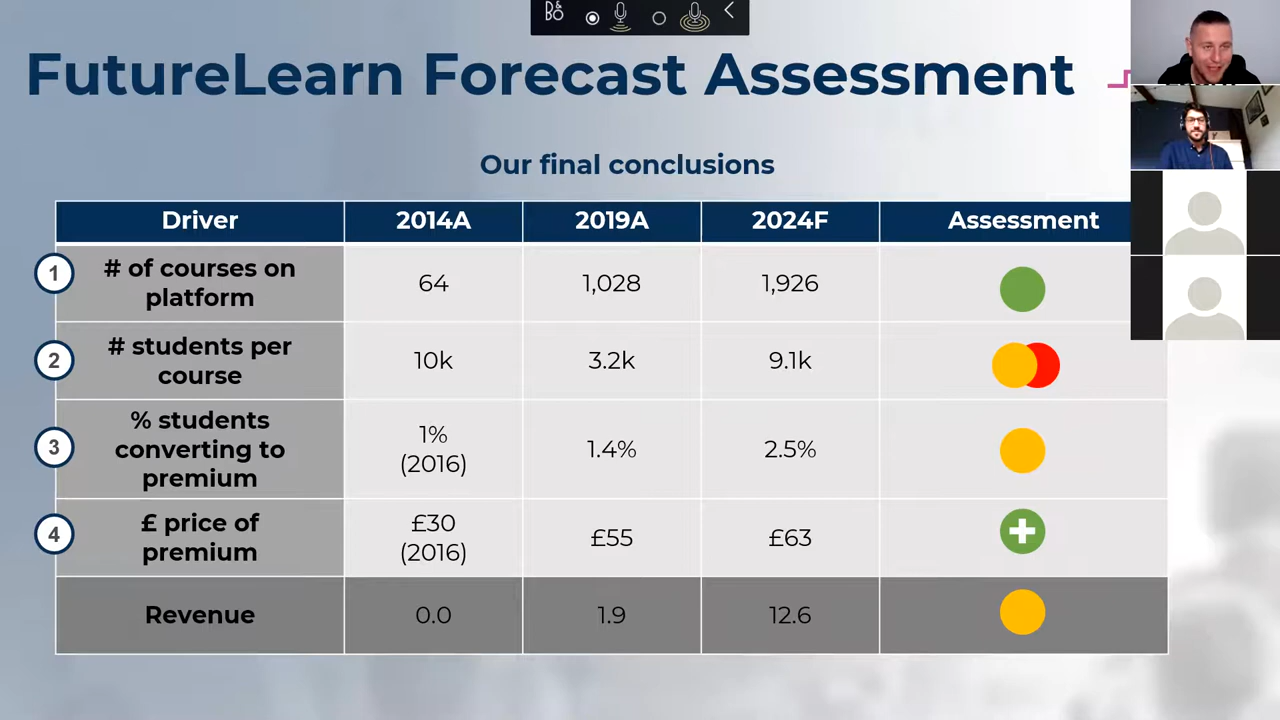 B&O
FutureLearn Forecast Assessment
Our final conclusions
Driver 2014A 2019A 2024F Assessment
1 # of courses on
platform 64 1,028 1,926
2 # students per
course 10k 3.2k 9.1k
3 % students
converting to
premium 1%
(2016) 1.4% 2.5%
4 £ price of
premium £30
(2016) £55 £63
Revenue 0.0 1.9 12.6